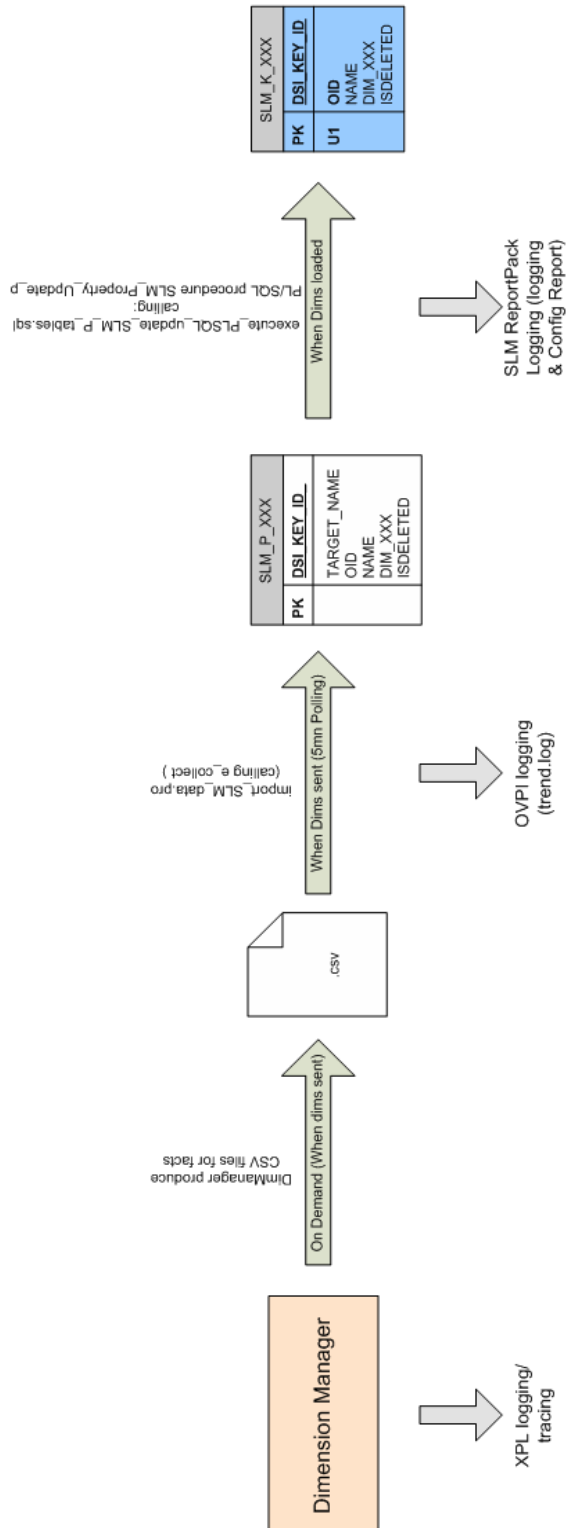 Dimension Manager
XPL logging/
tracing
DimManager produce
CSV files for facts
On Demand (When dims sent)
.csv
import_SLM_data.pro
(calling e_collect )
When Dims sent (5mn Polling)
OVPI logging
(trend.log)
SLM_P_XXX
PK DSI_KEY_ID_
TARGET_NAME
OID
NAME
DIM_XXX
ISDELETED
execute_PLSQL_update_SLM_P_tables.sql
calling:
PL/SQL procedure SLM_Property_Update_p
When Dims loaded
SLM ReportPack
Logging (logging
& Config Report)
SLM_K_XXX
PK DSI_KEY_ID
U1 OID
NAME
DIM_XXX
ISDELETED